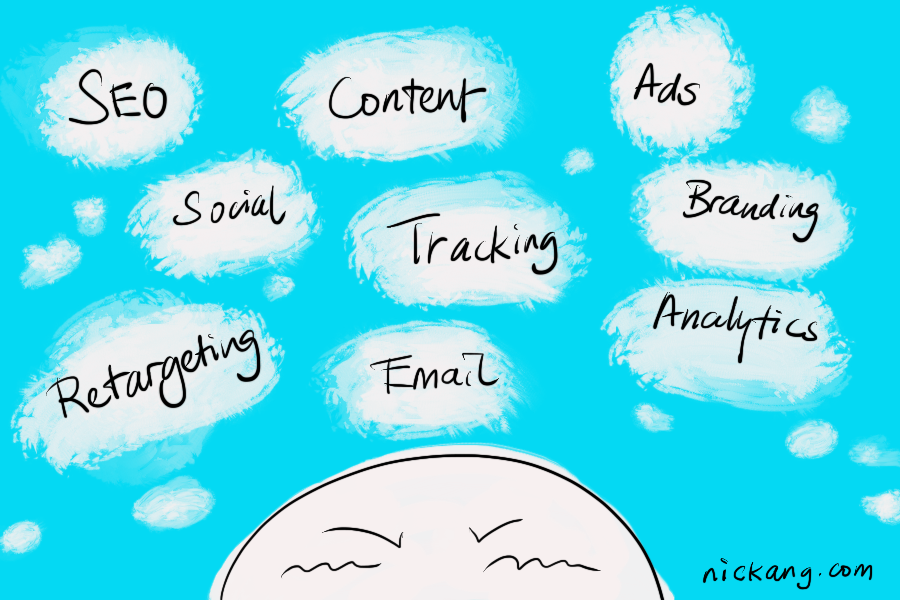 SEO
Content
Ads
Social
Tracking
Branding
Retargeting
Email
Analytics
nickang.com